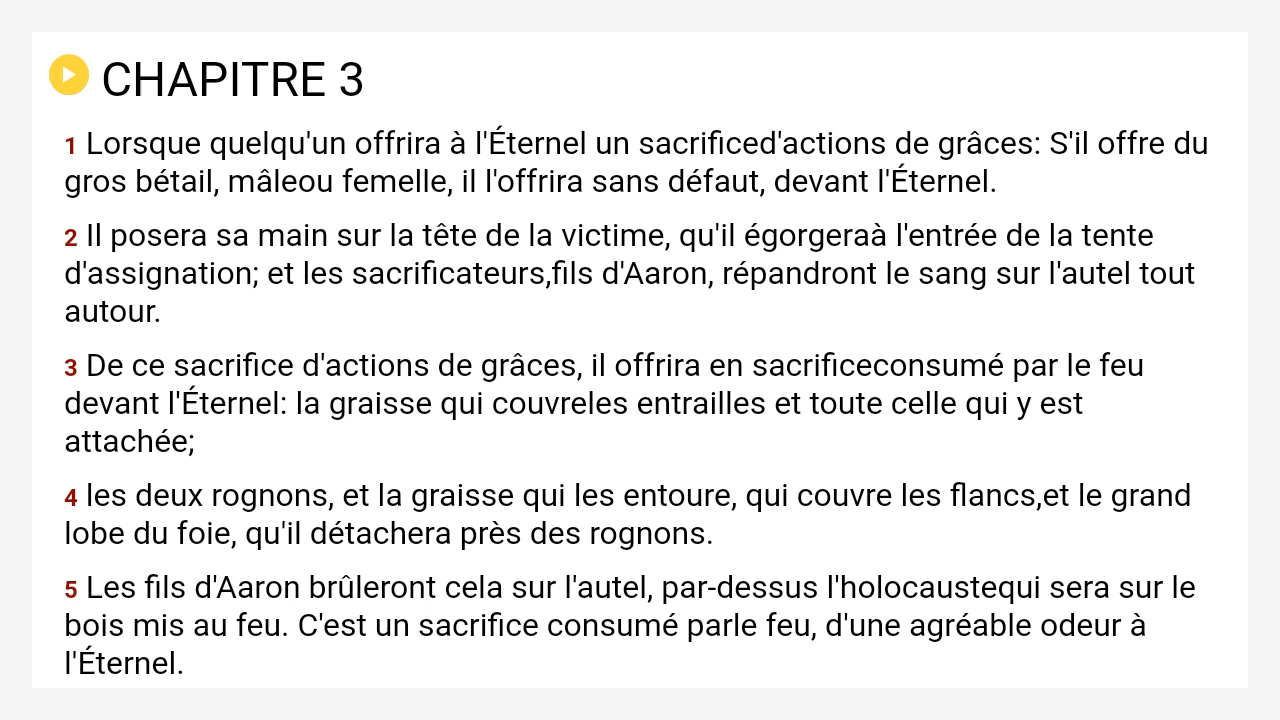 CHAPITRE 3
1 Lorsque quelqu'un offrira à l'Éternel un sacrificed'actions de grâces: S'il offre du
gros bétail, mâleou femelle, il l'offrira sans défaut, devant l'Éternel.
2 Il posera sa main sur la tête de la victime, qu'il égorgeraà l'entrée de la tente
d'assignation; et les sacrificateurs,fils d'Aaron, répandront le sang sur l'autel tout
autour.
3 De ce sacrifice d'actions de grâces, il offrira en sacrificeconsumé par le feu
devant l'Éternel: la graisse qui couvreles entrailles et toute celle qui y est
attachée;
4 les deux rognons, et la graisse qui les entoure, qui couvre les flancs,et le grand
lobe du foie, qu'il détachera près des rognons.
5 Les fils d'Aaron brûleront cela sur l'autel, par-dessus l'holocaustequi sera sur le
bois mis au feu. C'est un sacrifice consumé parle feu, d'une agréable odeur à
l'Éternel.